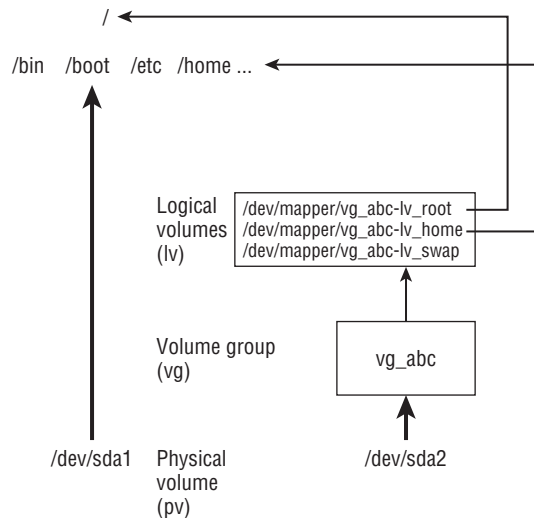 /
/bin /boot /etc /home ...
Logical
volumes
(lv)
/dev/mapper/vg_abc-lv_root
/dev/mapper/vg_abc-lv_home
/dev/mapper/vg_abc-lv_swap
Volume group
(vg)
vg_abc
/dev/sda1
Physical
volume
(pv)
/dev/sda2